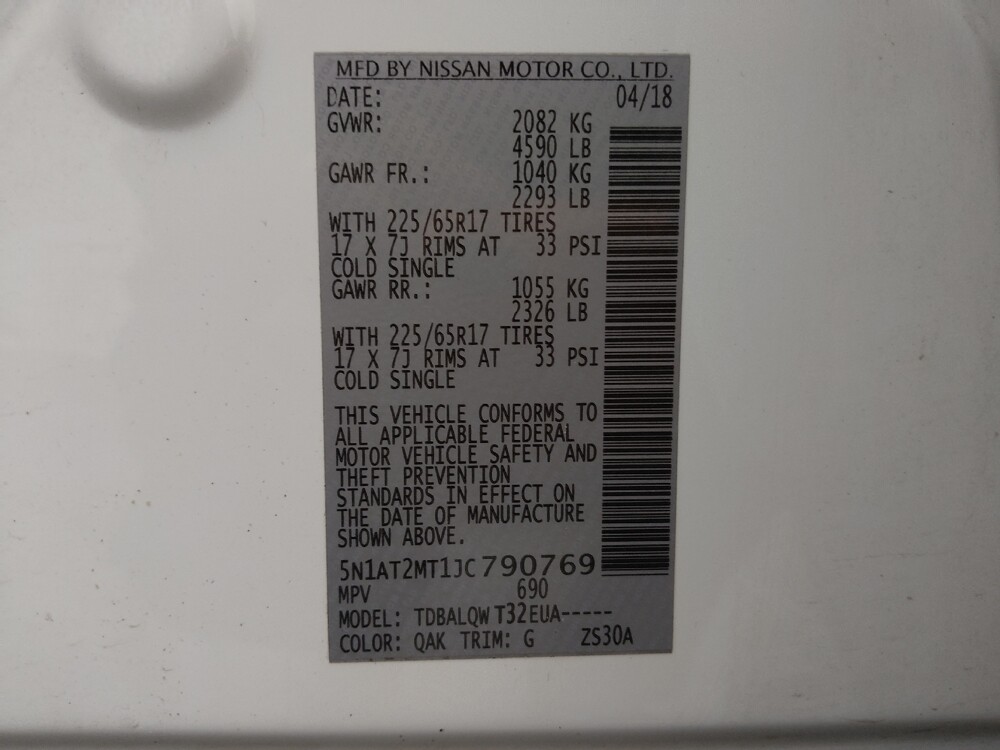 MFD BY NISSAN MOTOR CO., LTD.
DATE: 04/18
GVWR: 2082 KG
4590 LB
GAWR FR.: 1040 KG
2293 LB
WITH 225/65R17 TIRES
17 X 7J RIMS AT 33 PSI
COLD SINGLE
GAWR RR.: 1055 KG
2326 LB
WITH 225/65R17 TIRES
17 X 7J RIMS AT 33 PSI
COLD SINGLE
THIS VEHICLE CONFORMS TO
ALL APPLICABLE FEDERAL
MOTOR VEHICLE SAFETY AND
THEFT PREVENTION
STANDARDS IN EFFECT ON
THE DATE OF MANUFACTURE
SHOWN ABOVE.
5N1AT2MT1JC790769
MPV 690
MODEL: TDBALQW T32EUA-----
COLOR: QAK TRIM: G ZS30A